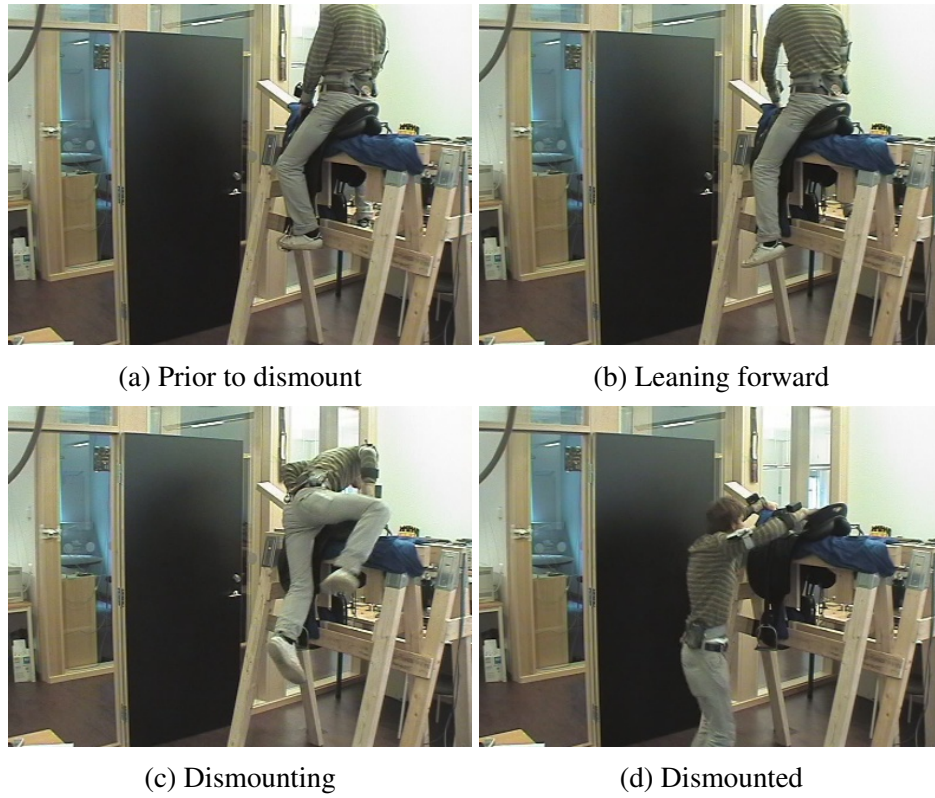 (a) Prior to dismount
(b) Leaning forward
(c) Dismounting
(d) Dismounted